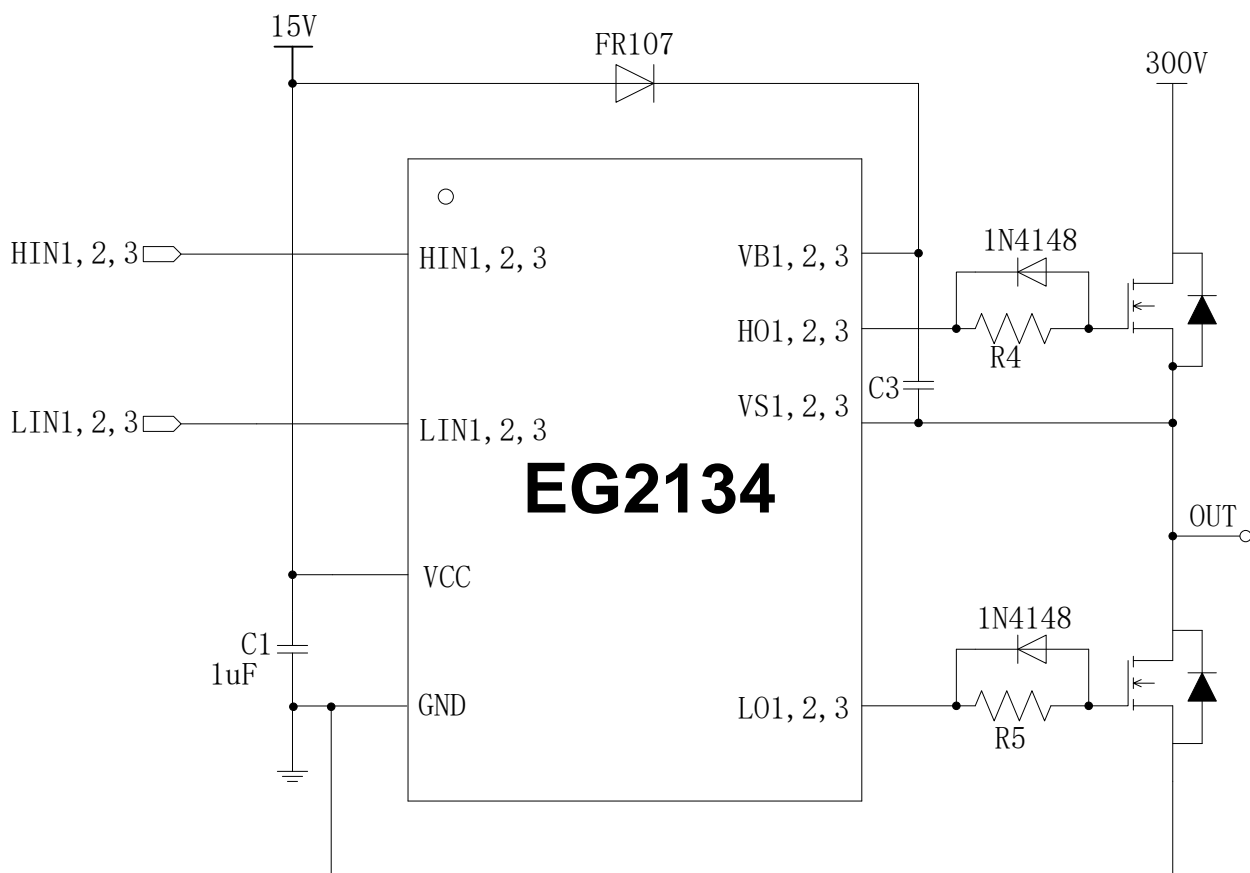 15V
FR107
300V
HIN1,2,3
HIN1,2,3
VB1,2,3
1N4148
HO1,2,3
R4
C3
VS1,2,3
LIN1,2,3
LIN1,2,3
EG2134
OUT
VCC
C1
1uF
GND
1N4148
LO1,2,3
R5